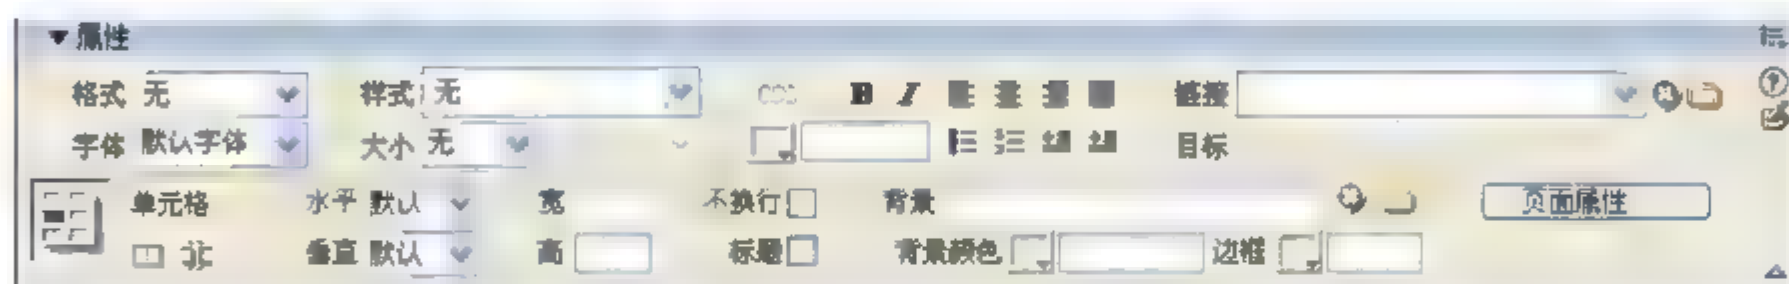 属性
格式 无 样式 无 CSS B I 链接
字体 默认字体 大小 无 目标
单元格 水平 默认 宽 不换行 背景 页面属性
垂直 默认 高 标题 背景颜色 边框